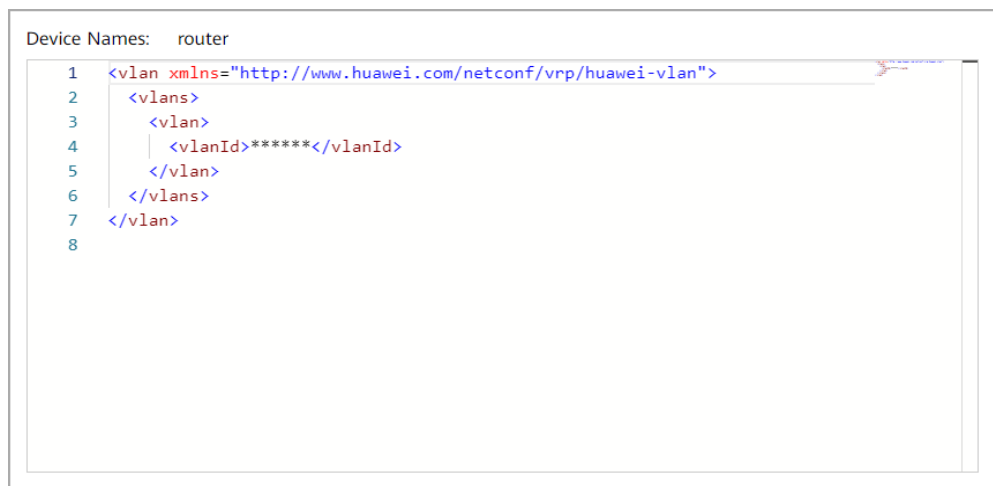 Device Names: router
1 <vlan xmlns="http://www.huawei.com/netconf/vrp/huawei-vlan">
2 <vlans>
3 <vlan>
4 <vlanId>******</vlanId>
5 </vlan>
6 </vlans>
7 </vlan>
8